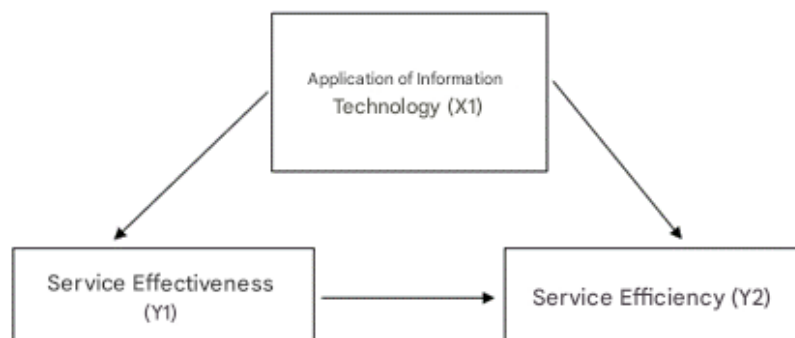 Application of Information
Technology (X1)
Service Effectiveness
(Y1)
Service Efficiency (Y2)